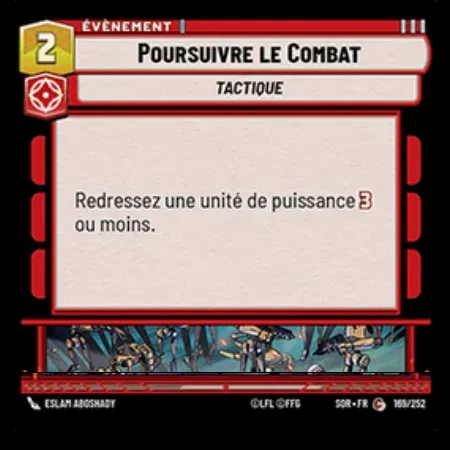 ÉVÈNEMENT
2
POURSUIVRE LE COMBAT
TACTIQUE
Redressez une unité de puissance 3
ou moins.
ESLAM ABOSHADY
©LFL ©FFG
SOR • FR
C
169/252